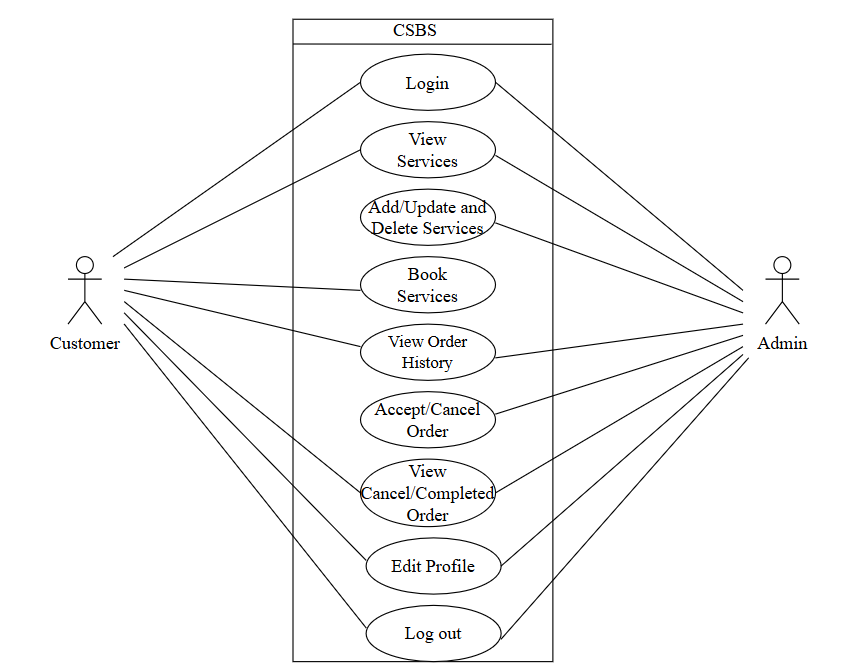 CSBS
Login
View
Services
Add/Update and
Delete Services
Book
Services
View Order
History
Accept/Cancel
Order
View
Cancel/Completed
Order
Edit Profile
Log out
Customer
Admin